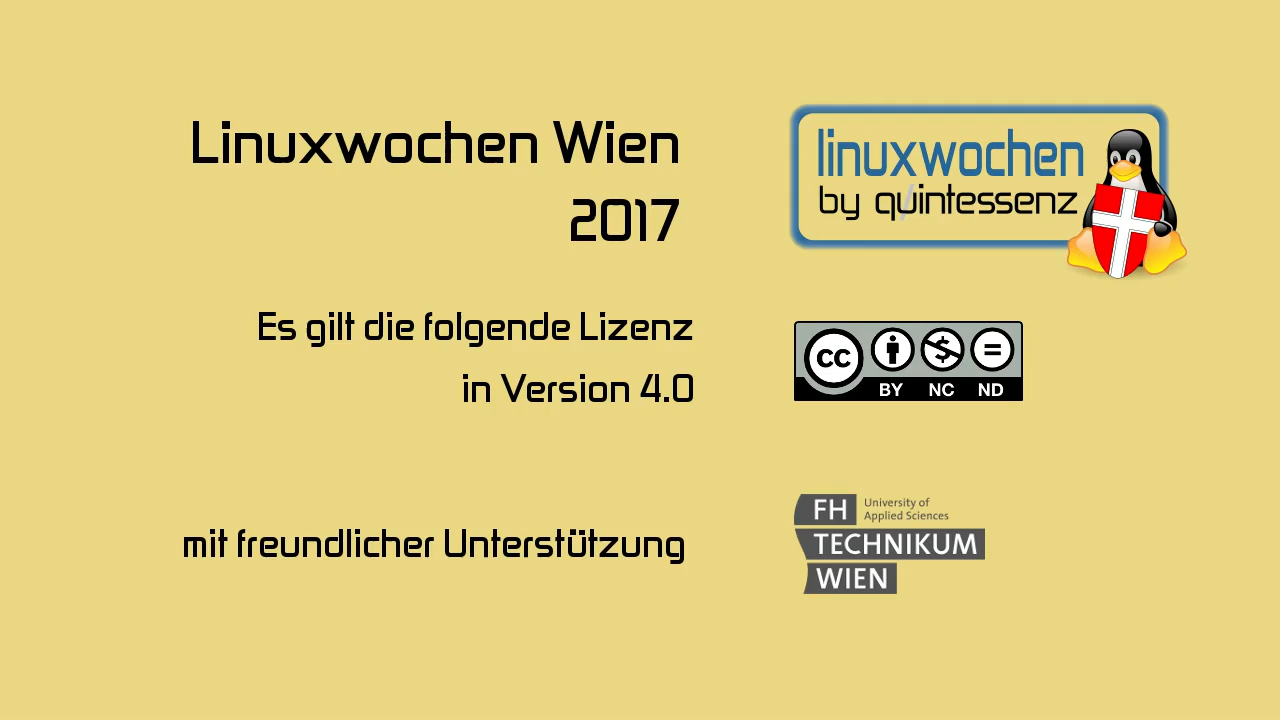 Linuxwochen Wien
2017
linuxwochen
by q/uintessenz
Es gilt die folgende Lizenz
in Version 4.0
cc
BY NC ND
mit freundlicher Unterstützung
FH University of
Applied Sciences
TECHNIKUM
WIEN